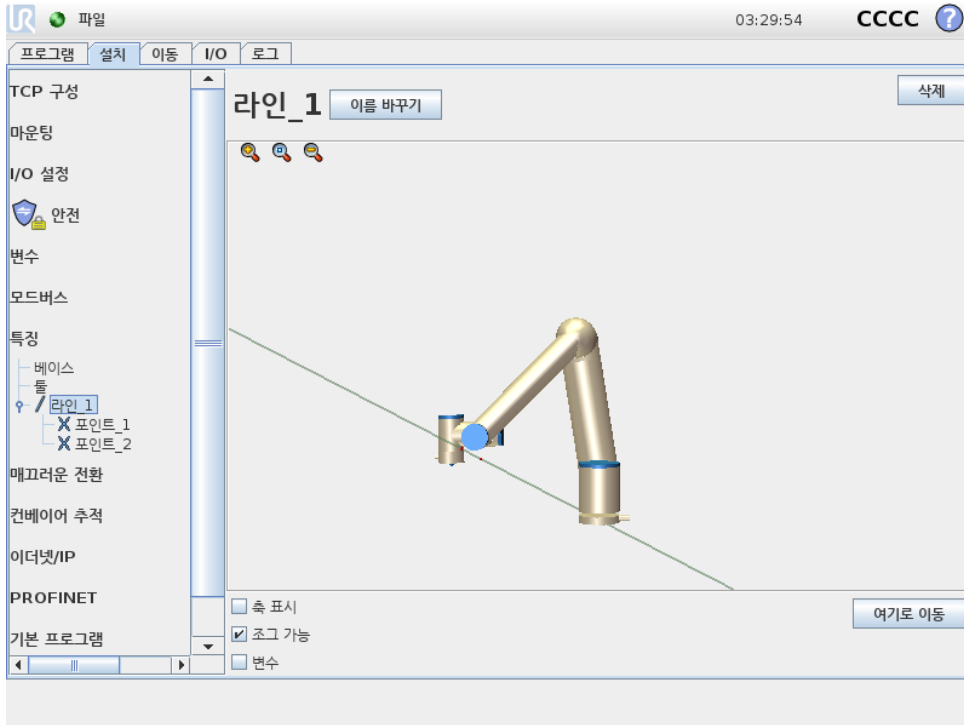 UR 파일 03:29:54 CCCC ?
프로그램 설치 이동 I/O 로그
TCP 구성
마운팅
I/O 설정
안전
변수
모드버스
특징
베이스
툴
라인_1
포인트_1
포인트_2
매끄러운 전환
컨베이어 추적
이더넷/IP
PROFINET
기본 프로그램
라인_1 이름 바꾸기 삭제
축 표시
조그 가능
변수
여기로 이동